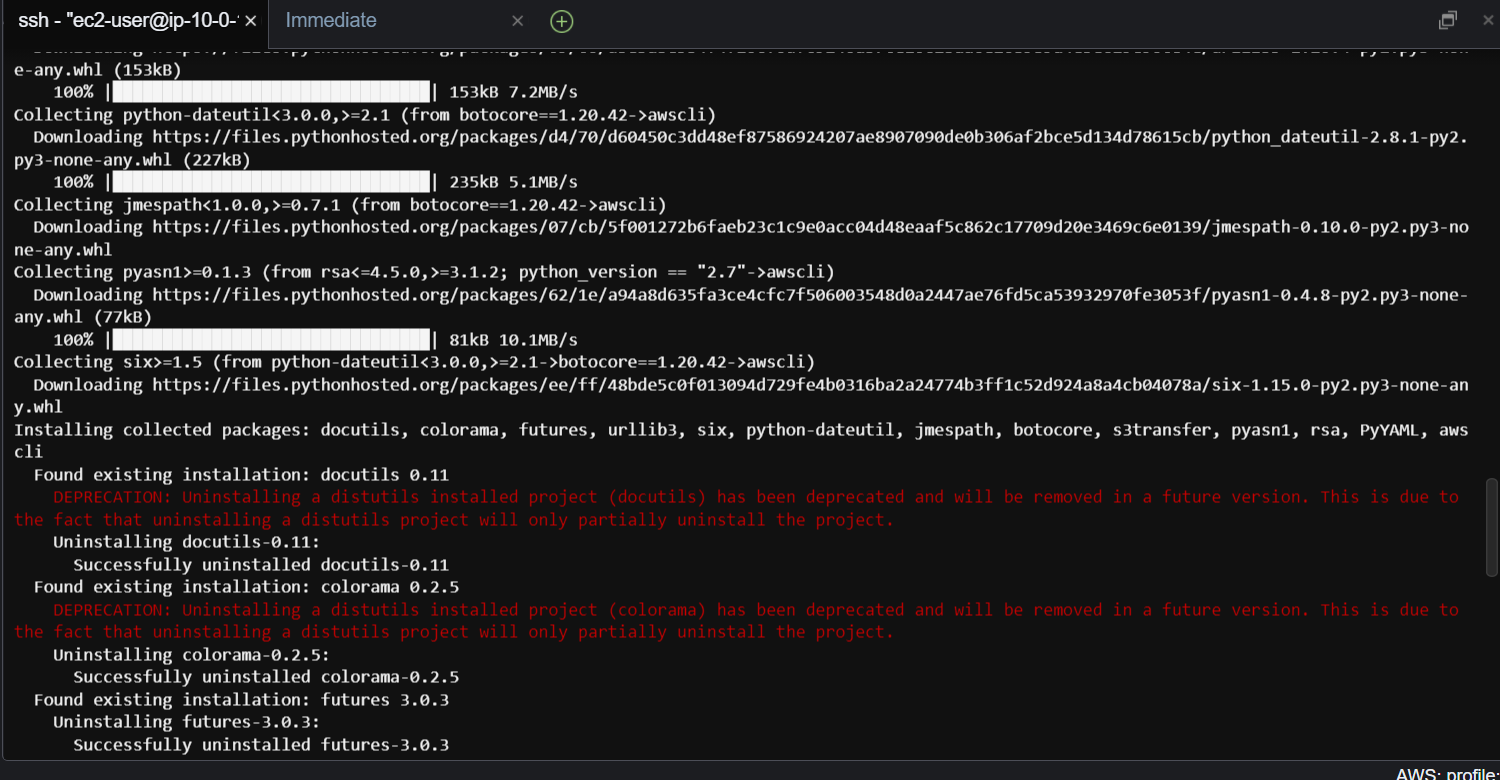 ssh - "ec2-user@ip-10-0-
Immediate
e-any.whl (153kB)
100% | | 153kB 7.2MB/s
Collecting python-dateutil<3.0.0,>=2.1 (from botocore==1.20.42->awscli)
Downloading https://files.pythonhosted.org/packages/d4/70/d60450c3dd48ef87586924207ae8907090de0b306af2bce5d134d78615cb/python_dateutil-2.8.1-py2.
py3-none-any.whl (227kB)
100% | | 235kB 5.1MB/s
Collecting jmespath<1.0.0,>=0.7.1 (from botocore==1.20.42->awscli)
Downloading https://files.pythonhosted.org/packages/07/cb/5f001272b6faeb23c1c9e0acc04d48eaaf5c862c17709d20e3469c6e0139/jmespath-0.10.0-py2.py3-no
ne-any.whl
Collecting pyasn1>=0.1.3 (from rsa<=4.5.0,>=3.1.2; python_version == "2.7"->awscli)
Downloading https://files.pythonhosted.org/packages/62/1e/a94a8d635fa3ce4cfc7f506003548d0a2447ae76fd5ca53932970fe3053f/pyasn1-0.4.8-py2.py3-none-
any.whl (77kB)
100% | | 81kB 10.1MB/s
Collecting six>=1.5 (from python-dateutil<3.0.0,>=2.1->botocore==1.20.42->awscli)
Downloading https://files.pythonhosted.org/packages/ee/ff/48bde5c0f013094d729fe4b0316ba2a24774b3ff1c52d924a8a4cb04078a/six-1.15.0-py2.py3-none-an
y.whl
Installing collected packages: docutils, colorama, futures, urllib3, six, python-dateutil, jmespath, botocore, s3transfer, pyasn1, rsa, PyYAML, aws
cli
Found existing installation: docutils 0.11
DEPRECATION: Uninstalling a distutils installed project (docutils) has been deprecated and will be removed in a future version. This is due to
the fact that uninstalling a distutils project will only partially uninstall the project.
Uninstalling docutils-0.11:
Successfully uninstalled docutils-0.11
Found existing installation: colorama 0.2.5
DEPRECATION: Uninstalling a distutils installed project (colorama) has been deprecated and will be removed in a future version. This is due to
the fact that uninstalling a distutils project will only partially uninstall the project.
Uninstalling colorama-0.2.5:
Successfully uninstalled colorama-0.2.5
Found existing installation: futures 3.0.3
Uninstalling futures-3.0.3:
Successfully uninstalled futures-3.0.3
AWS: profile: